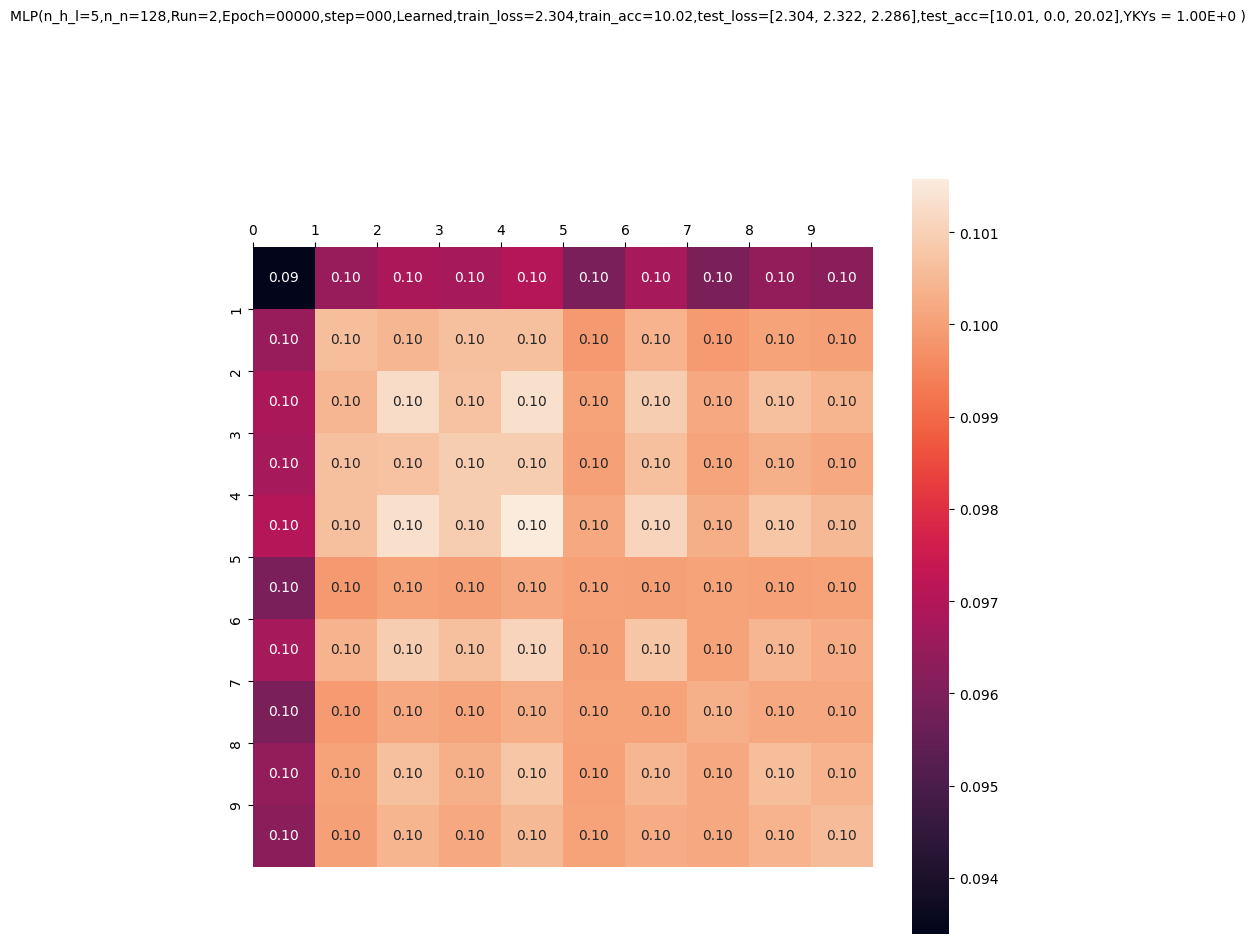 MLP(n_h_l=5,n_n=128,Run=2,Epoch=00000,step=000,Learned,train_loss=2.304,train_acc=10.02,test_loss=[2.304, 2.322, 2.286],test_acc=[10.01, 0.0, 20.02],YKYs = 1.00E+0 )
0 1 2 3 4 5 6 7 8 9
0.09 0.10 0.10 0.10 0.10 0.10 0.10 0.10 0.10 0.10
1
0.10 0.10 0.10 0.10 0.10 0.10 0.10 0.10 0.10 0.10
2
0.10 0.10 0.10 0.10 0.10 0.10 0.10 0.10 0.10 0.10
3
0.10 0.10 0.10 0.10 0.10 0.10 0.10 0.10 0.10 0.10
4
0.10 0.10 0.10 0.10 0.10 0.10 0.10 0.10 0.10 0.10
5
0.10 0.10 0.10 0.10 0.10 0.10 0.10 0.10 0.10 0.10
6
0.10 0.10 0.10 0.10 0.10 0.10 0.10 0.10 0.10 0.10
7
0.10 0.10 0.10 0.10 0.10 0.10 0.10 0.10 0.10 0.10
8
0.10 0.10 0.10 0.10 0.10 0.10 0.10 0.10 0.10 0.10
9
0.10 0.10 0.10 0.10 0.10 0.10 0.10 0.10 0.10 0.10
0.101
0.100
0.099
0.098
0.097
0.096
0.095
0.094